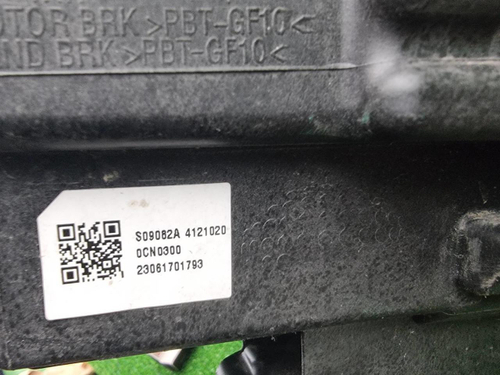 OTOR BRK >PBT-GF10<
ND BRK >PBT-GF10<
S09082A 4121020
0CN0300
23061701793